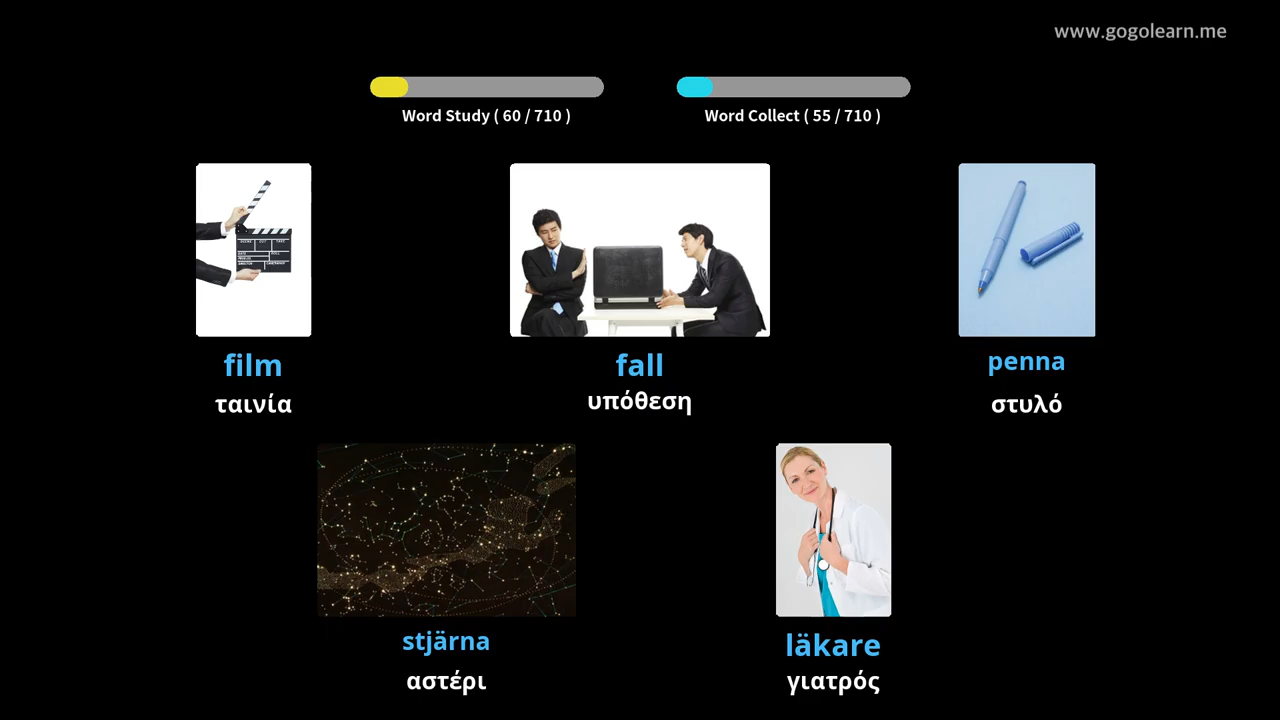 www.gogolearn.me
Word Study ( 60 / 710 )
Word Collect ( 55 / 710 )
film
ταινία
fall
υπόθεση
penna
στυλό
stjärna
αστέρι
läkare
γιατρός